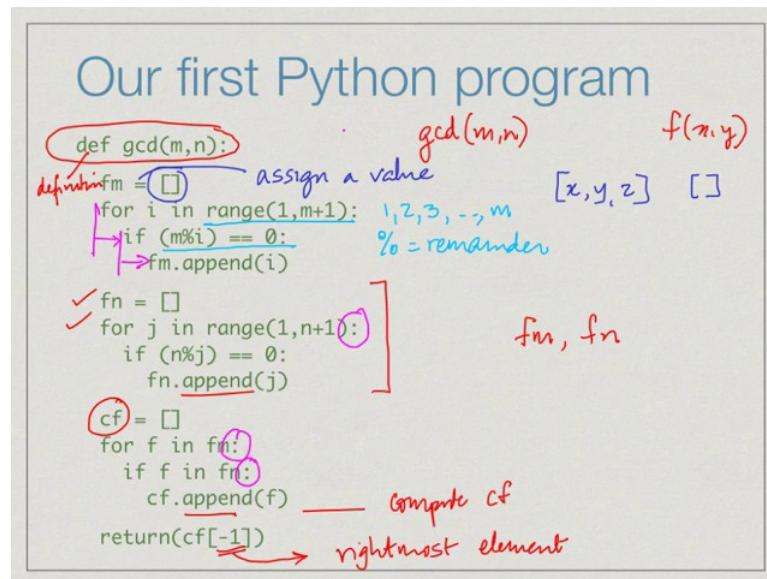 Our first Python program
def gcd(m,n):
gcd(m,n)
f(x,y)
definition
fm = []
assign a value
[x,y,z] []
for i in range(1,m+1):
1,2,3, .., m
if (m%i) == 0:
% = remainder
fm.append(i)
fn = []
for j in range(1,n+1):
fm, fn
if (n%j) == 0:
fn.append(j)
cf = []
for f in fm:
if f in fn:
cf.append(f)
compute cf
return(cf[-1])
rightmost element